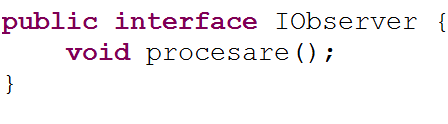 public interface IObserver {
    void procesare();
}